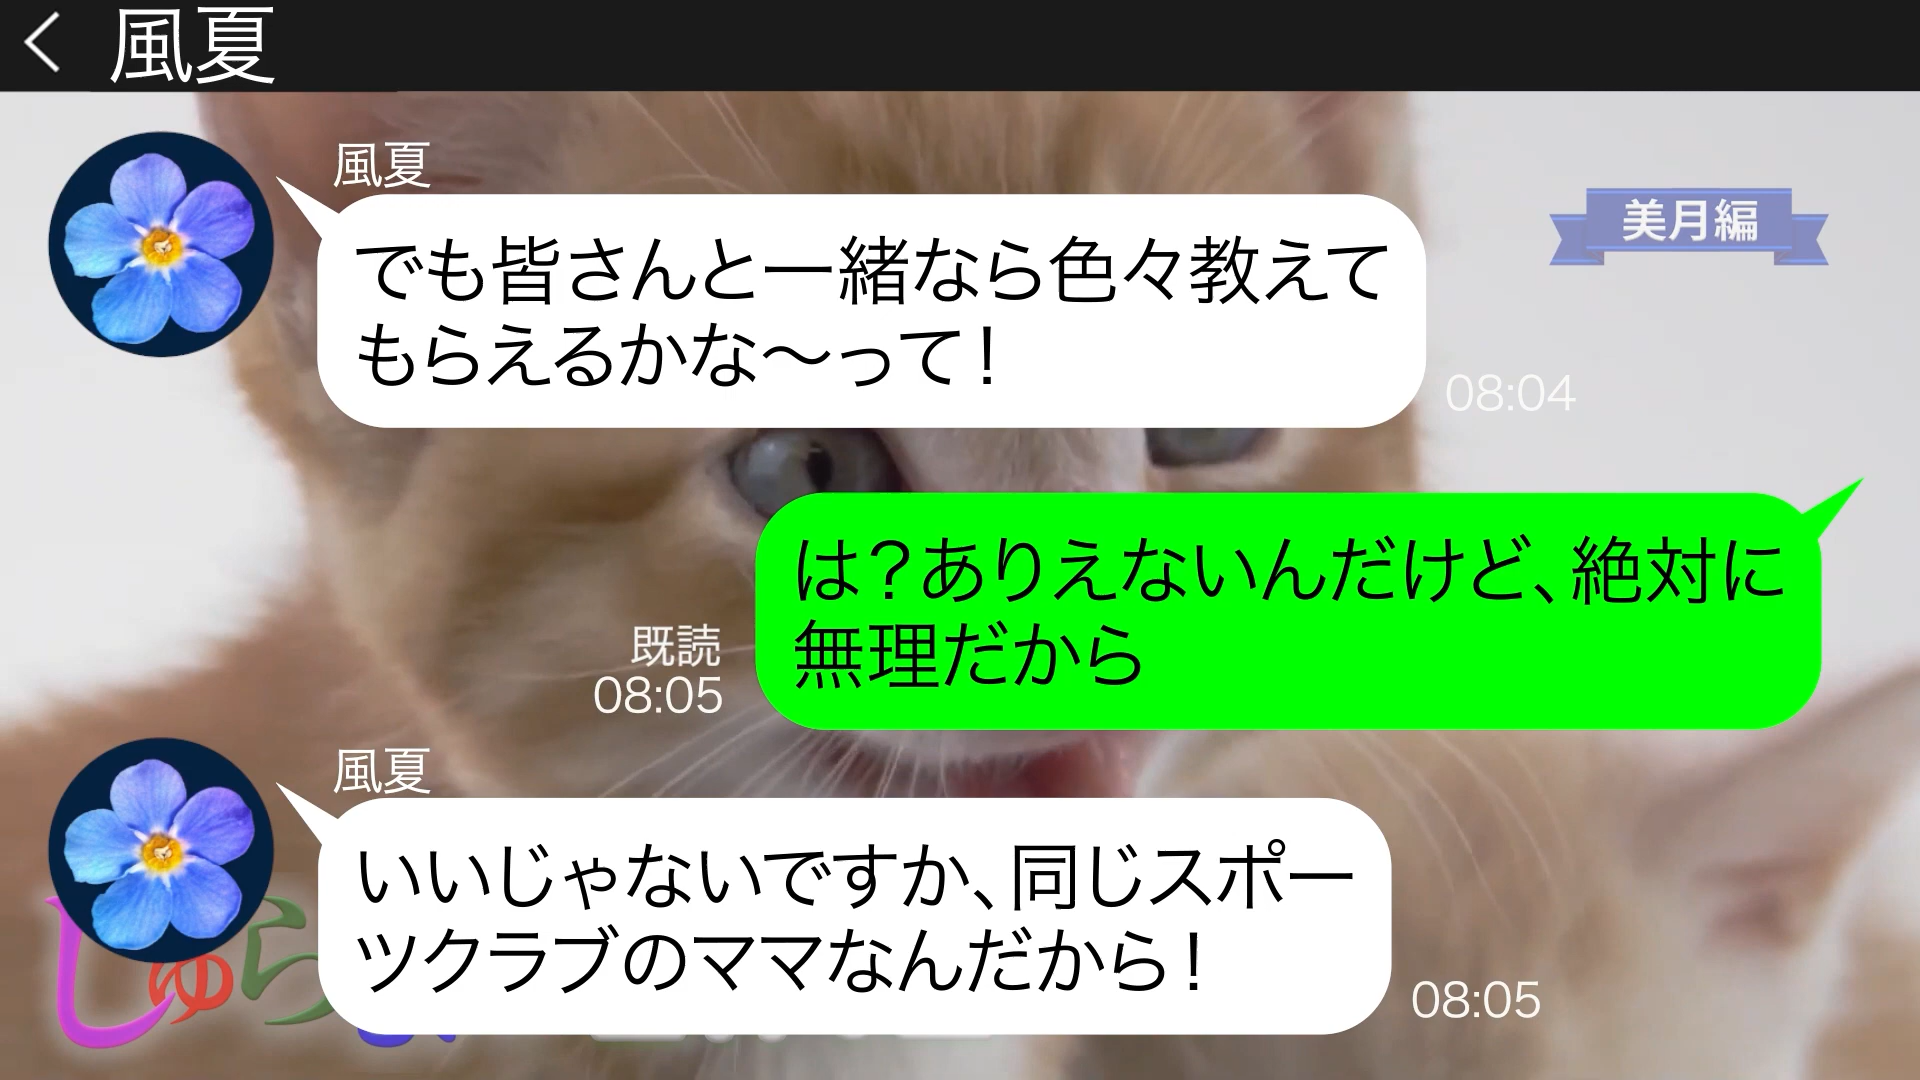 風夏
風夏
美月編
でも皆さんと一緒なら色々教えて
もらえるかな〜って!
08:04
は?ありえないんだけど、絶対に
無理だから
既読
08:05
風夏
いいじゃないですか、同じスポー
ツクラブのママなんだから!
08:05
しゅら